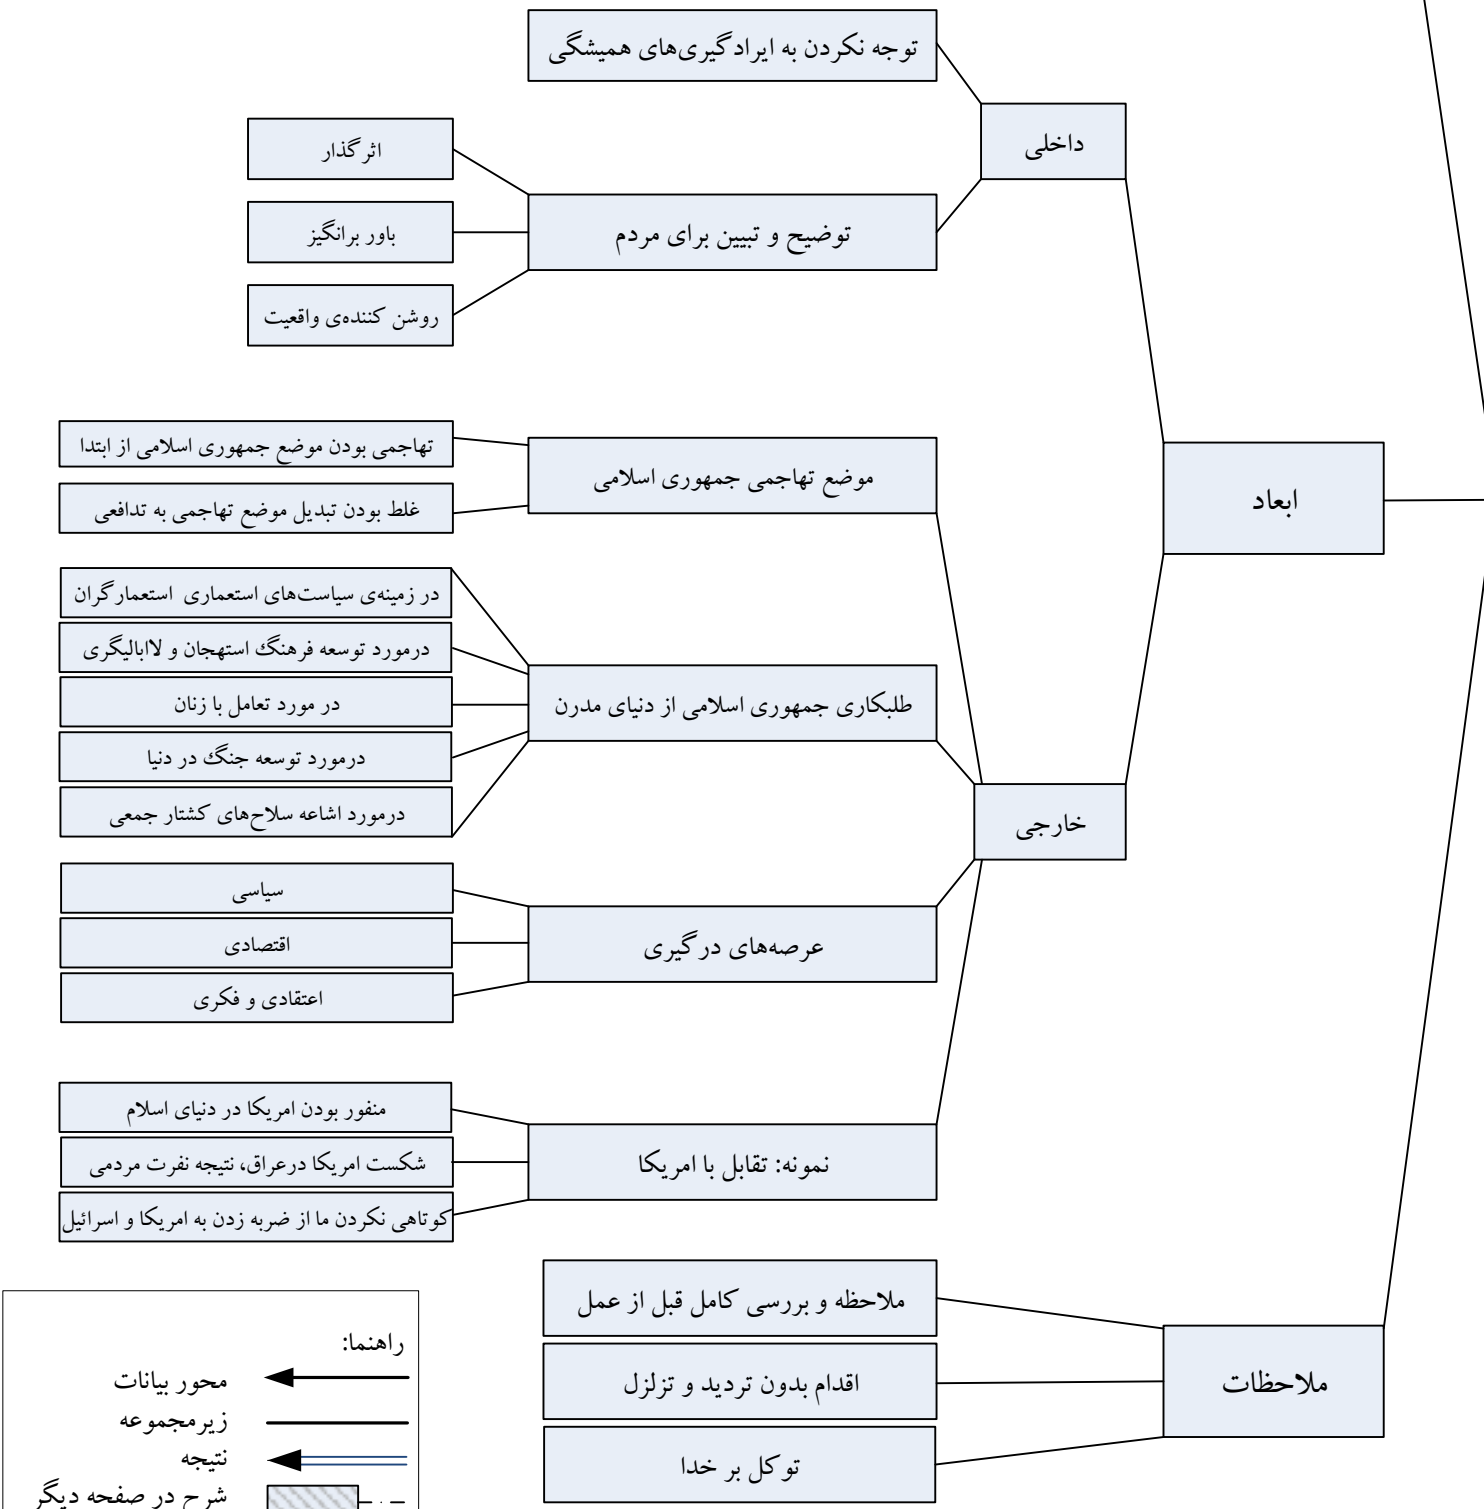 توجه نکردن به ایرادگیری‌های همیشگی
داخلی
اثرگذار
توضیح و تبیین برای مردم
باور برانگیز
روشن کننده‌ی واقعیت
ابعاد
موضع تهاجمی جمهوری اسلامی
تهاجمی بودن موضع جمهوری اسلامی از ابتدا
غلط بودن تبدیل موضع تهاجمی به تدافعی
در زمینه‌ی سیاست‌های استعماری استعمارگران
درمورد توسعه فرهنگ استهجان و لاابالیگری
طلبکاری جمهوری اسلامی از دنیای مدرن
در مورد تعامل با زنان
درمورد توسعه جنگ در دنیا
درمورد اشاعه سلاح‌های کشتار جمعی
خارجی
سیاسی
عرصه‌های درگیری
اقتصادی
اعتقادی و فکری
منفور بودن امریکا در دنیای اسلام
نمونه: تقابل با امریکا
شکست امریکا درعراق، نتیجه نفرت مردمی
کوتاهی نکردن ما از ضربه زدن به امریکا و اسرائیل
ملاحظه و بررسی کامل قبل از عمل
ملاحظات
اقدام بدون تردید و تزلزل
توکل بر خدا
راهنما:
محور بیانات
زیرمجموعه
نتیجه
شرح در صفحه دیگر